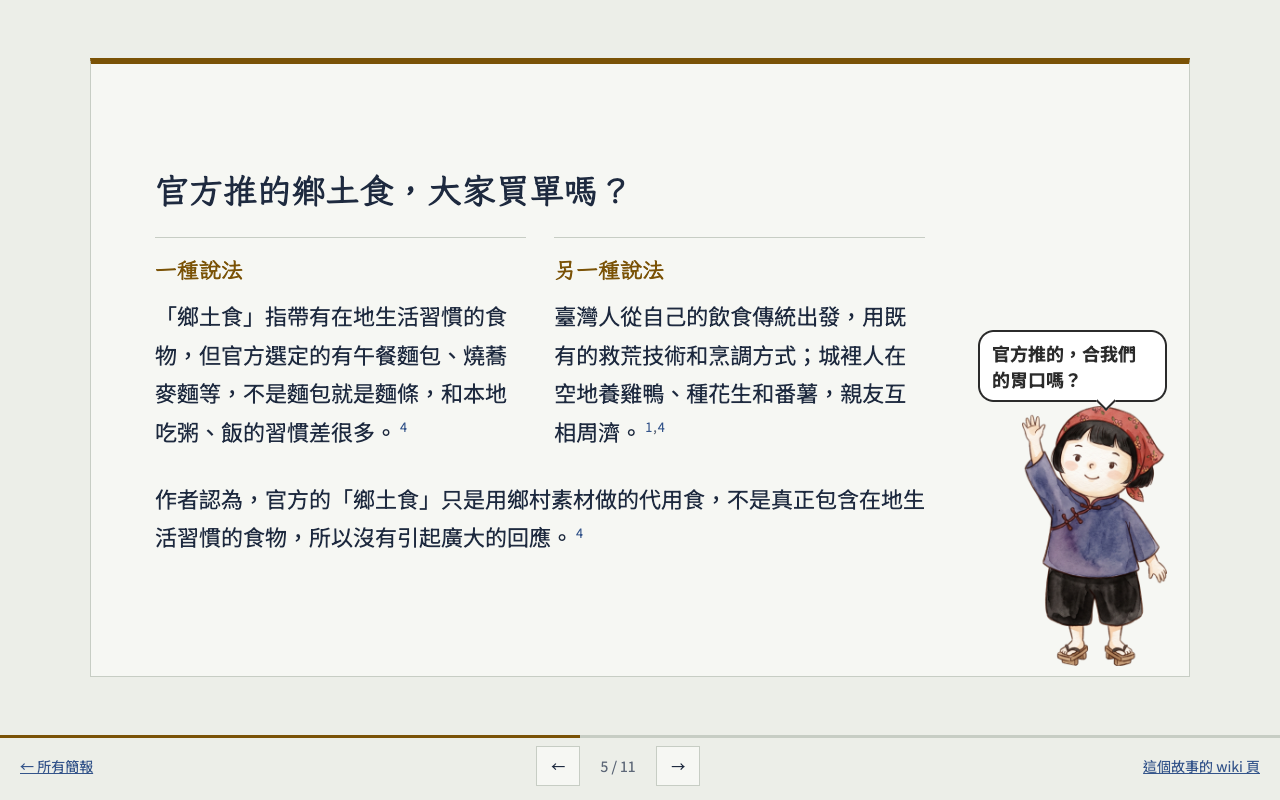 官方推的鄉土食，大家買單嗎？
一種說法
「鄉土食」指帶有在地生活習慣的食
物，但官方選定的有午餐麵包、燒蕎
麥麵等，不是麵包就是麵條，和本地
吃粥、飯的習慣差很多。4
另一種說法
臺灣人從自己的飲食傳統出發，用既
有的救荒技術和烹調方式；城裡人在
空地養雞鴨、種花生和番薯，親友互
相周濟。1,4
作者認為，官方的「鄉土食」只是用鄉村素材做的代用食，不是真正包含在地生
活習慣的食物，所以沒有引起廣大的回應。4
官方推的，合我們
的胃口嗎？
← 所有簡報
←
5 / 11
→
這個故事的 wiki 頁